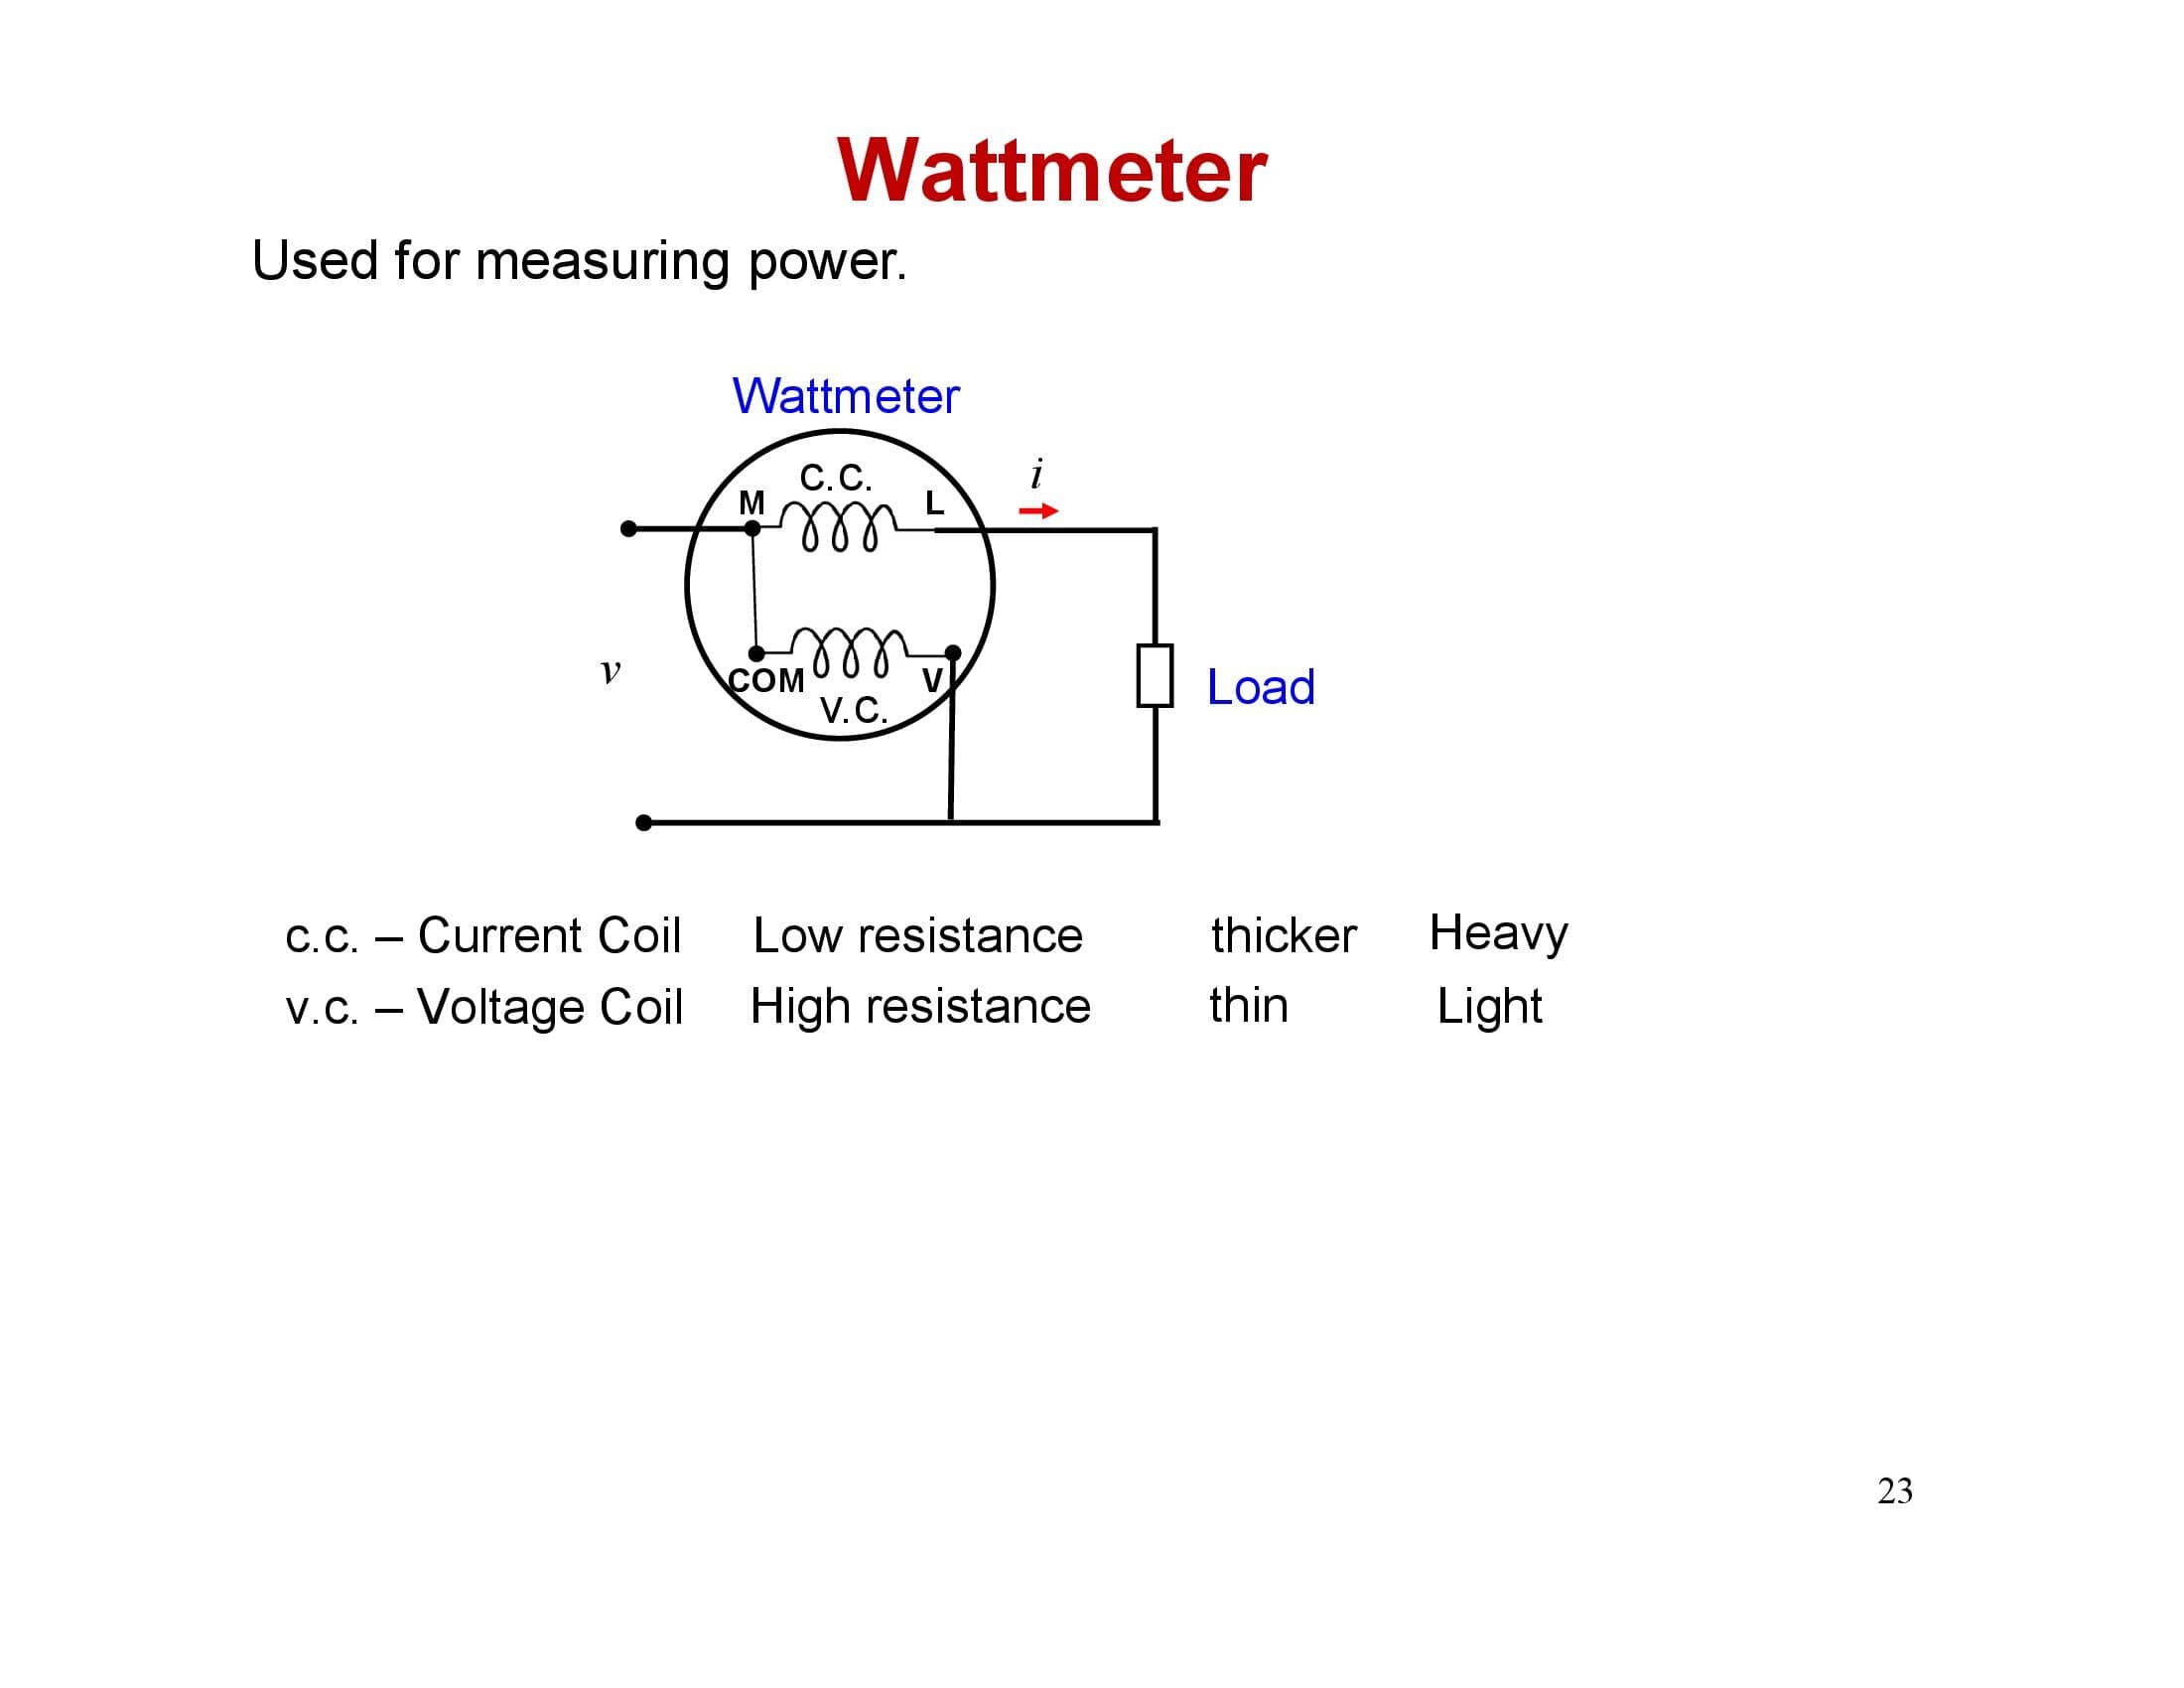 Wattmeter
Used for measuring power.
Wattmeter
C.C.
M
L
i
v
COM
V
V.C.
Load
c.c. – Current Coil Low resistance thicker Heavy
v.c. – Voltage Coil High resistance thin Light
23